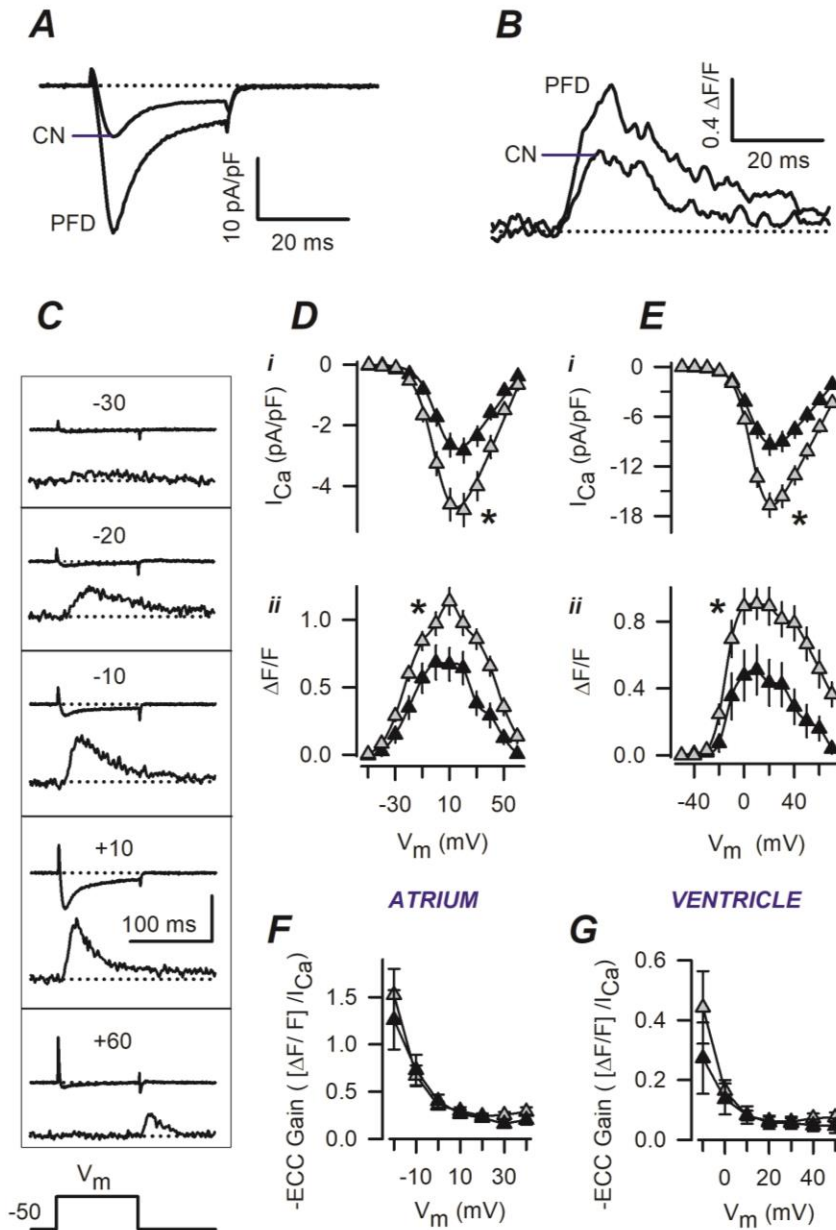 A
CN
PFD
10 pA/pF
20 ms
B
PFD
CN
0.4 ΔF/F
20 ms
C
-30
-20
-10
+10
100 ms
+60
V_m
-50
D
i
0
-2
-4
I_Ca (pA/pF)
*
ii
*
1.0
0.5
0.0
ΔF/F
-30 10 50
V_m (mV)
ATRIUM
E
i
0
-6
-12
-18
I_Ca (pA/pF)
*
ii
*
0.8
0.4
0.0
ΔF/F
-40 0 40
V_m (mV)
VENTRICLE
F
1.5
1.0
0.5
0.0
-ECC Gain ( [ΔF/ F] /I_Ca)
-10 10 30
V_m (mV)
G
0.6
0.4
0.2
0.0
-ECC Gain ( [ΔF/F] /I_Ca)
0 20 40
V_m (mV)